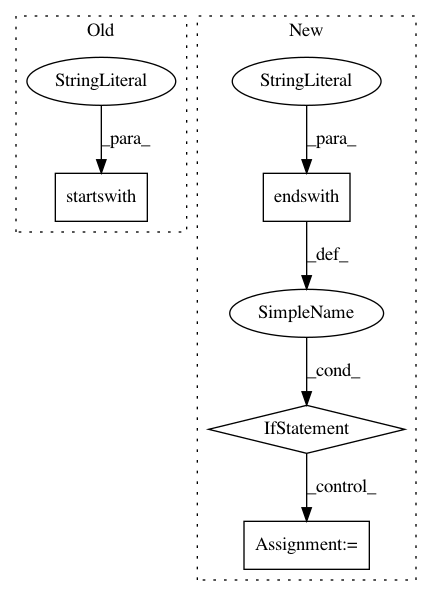 Old
StringLiteral
_para_
startswith
New
StringLiteral
_para_
endswith
_def_
SimpleName
_cond_
IfStatement
_control_
Assignment:=